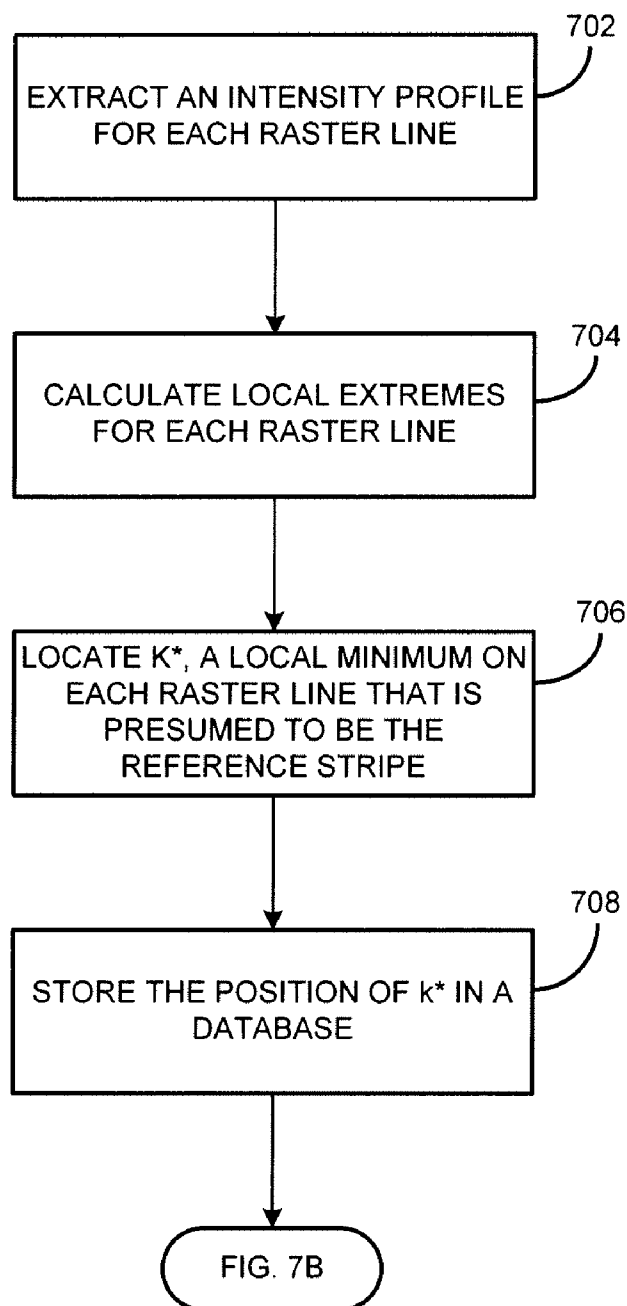 702
EXTRACT AN INTENSITY PROFILE
FOR EACH RASTER LINE
704
CALCULATE LOCAL EXTREMES
FOR EACH RASTER LINE
706
LOCATE K*, A LOCAL MINIMUM ON
EACH RASTER LINE THAT IS
PRESUMED TO BE THE
REFERENCE STRIPE
708
STORE THE POSITION OF k* IN A
DATABASE
FIG. 7B